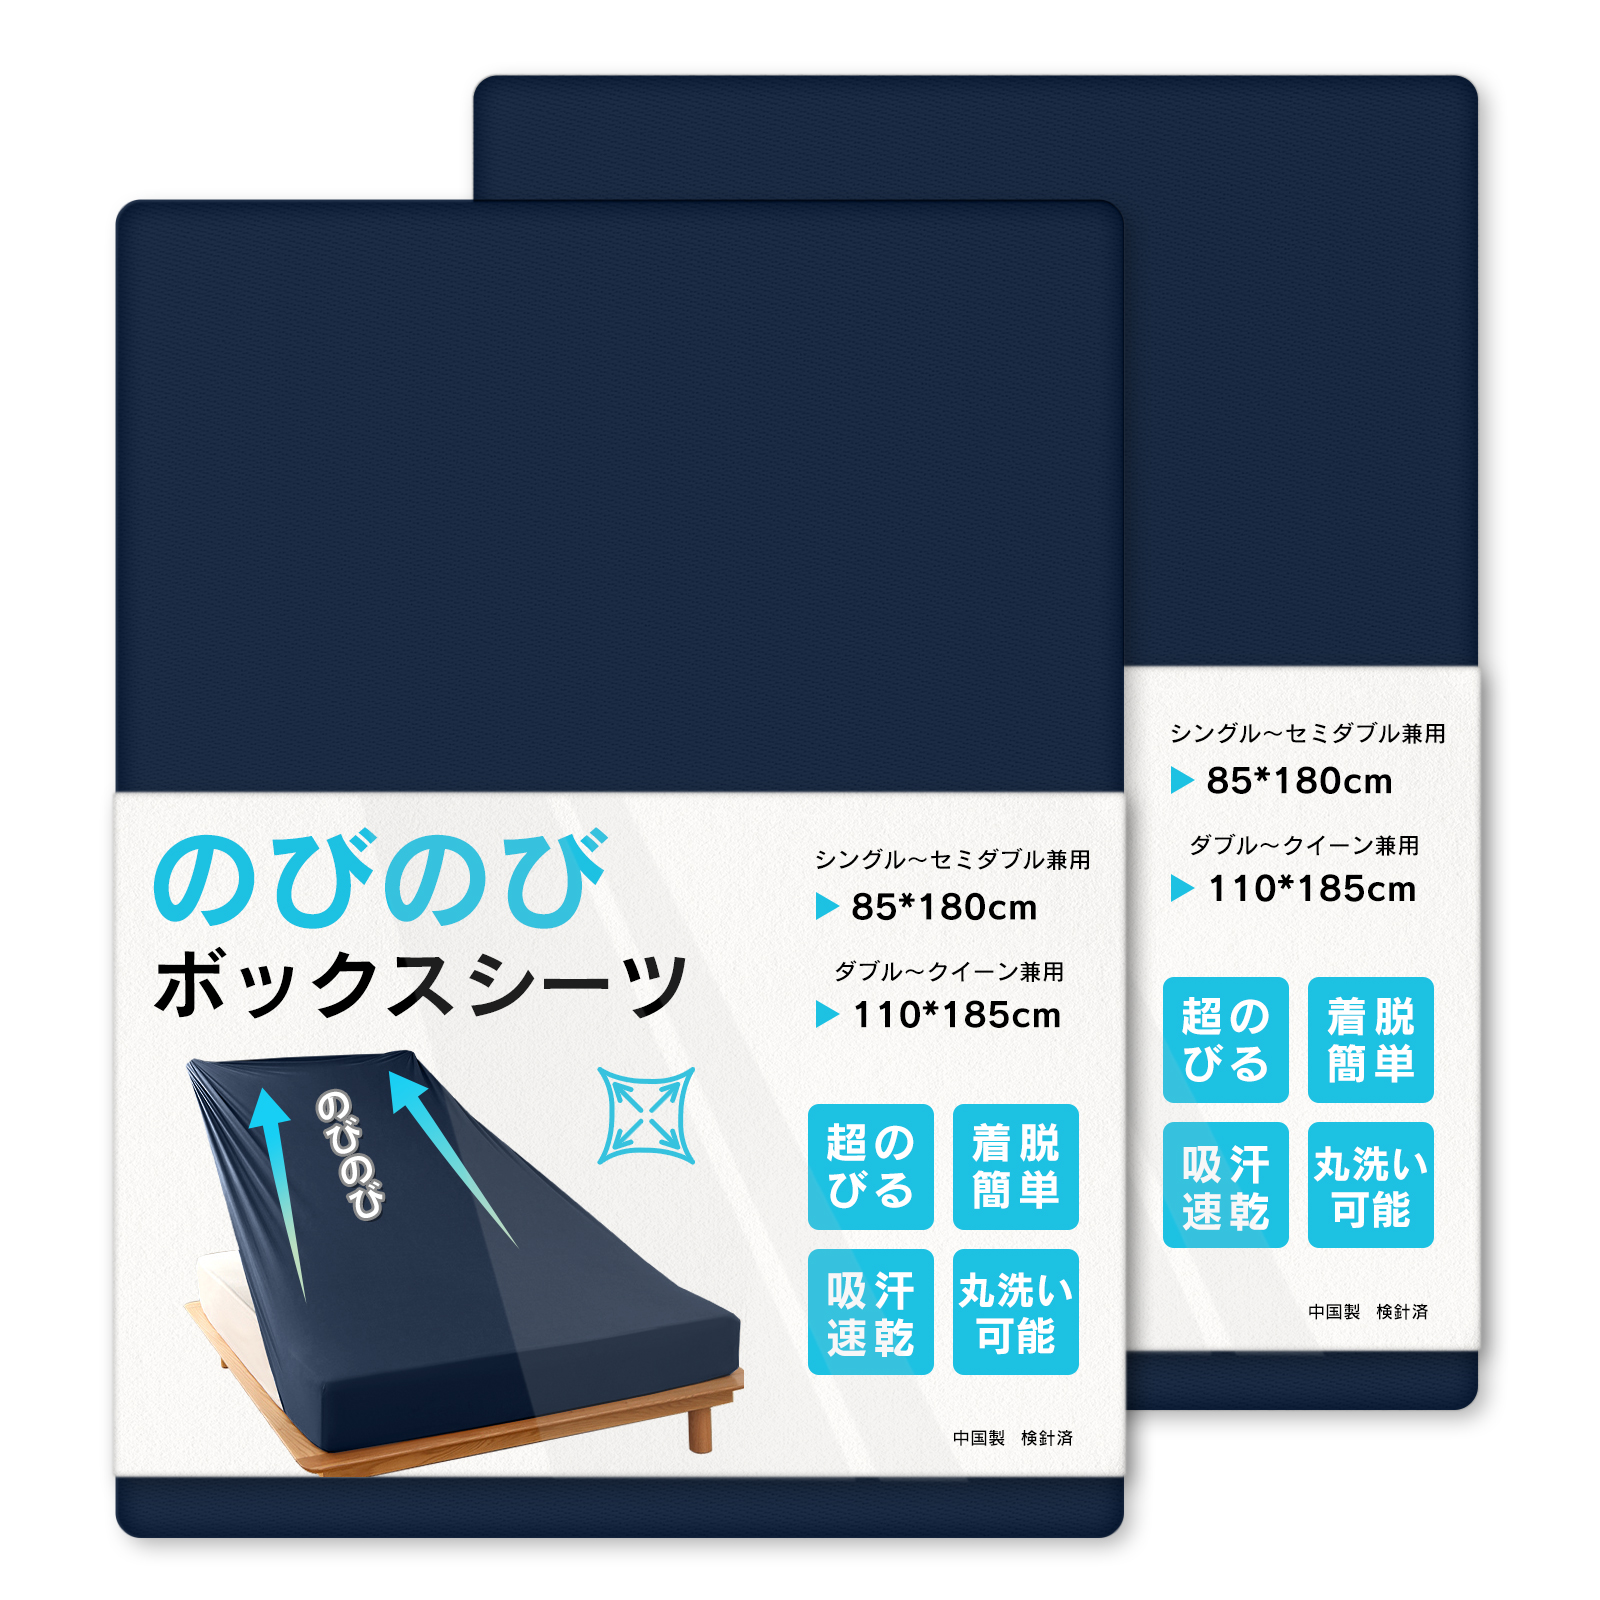 のびのび
ボックスシーツ
のびのび
シングル～セミダブル兼用
85*180cm
ダブル～クイーン兼用
110*185cm
超の
びる
着脱
簡単
吸汗
速乾
丸洗い
可能
中国製 検針済
シングル～セミダブル兼用
85*180cm
ダブル～クイーン兼用
110*185cm
超の
びる
着脱
簡単
吸汗
速乾
丸洗い
可能
中国製 検針済